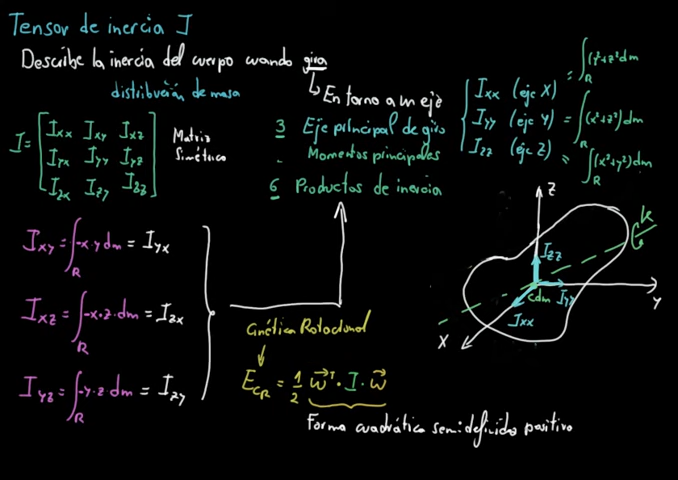 Tensor de inercia I
Describe la inercia del cuerpo cuando gira
distribución de masa
↳ En torno a un eje
3 Eje principal de giro
Momentos principales
6 Productos de inercia
I = [Ixx Ixy Ixz
Iyx Iyy Iyz
Izx Izy Izz]
Matriz
Simétrica
Ixx (eje X) = ∫R (y²+z²)dm
Iyy (eje Y) = ∫R (x²+z²)dm
Izz (eje Z) = ∫R (x²+y²)dm
Ixy = ∫R -x·y dm = Iyx
Ixz = ∫R -x·z·dm = Izx
Iyz = ∫R -y·z·dm = Izy
Cinética Rotacional
E_CR = 1/2 w⃗ᵀ · I · w⃗
Forma cuadrática semidefinida positiva
Z
k
Izz
cdm
Iyy
Y
Ixx
X